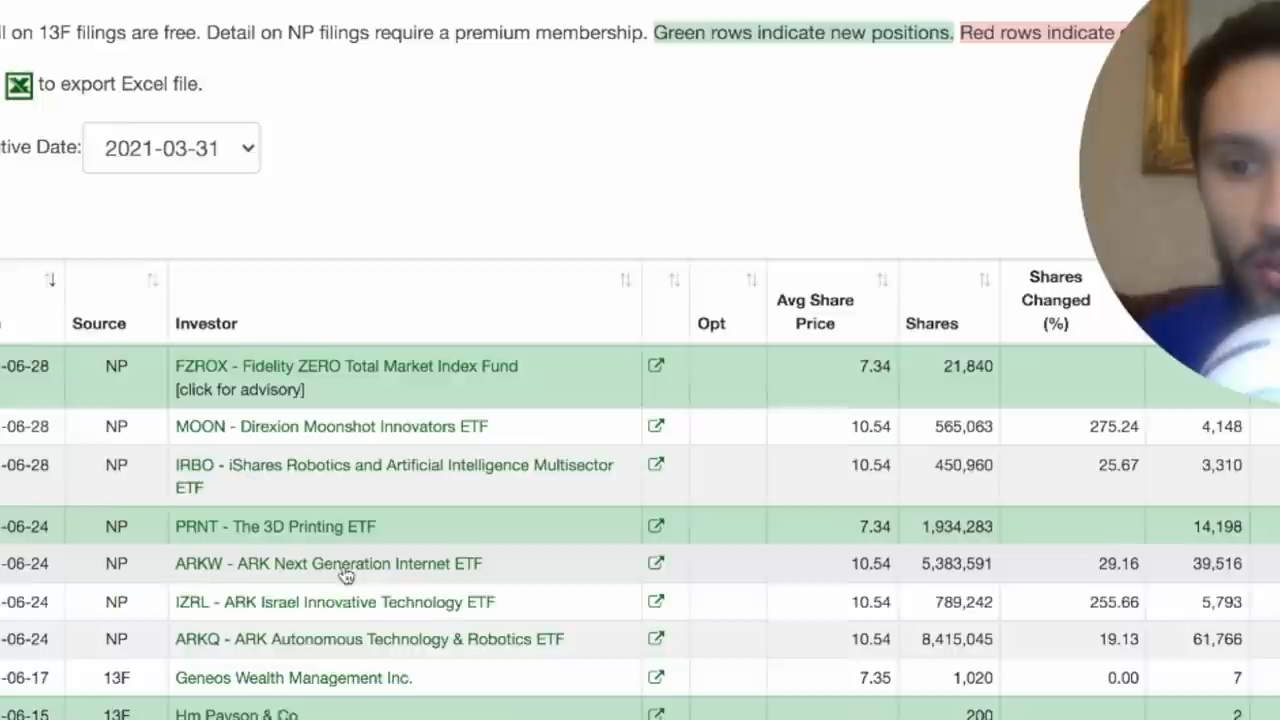 ll on 13F filings are free. Detail on NP filings require a premium membership. Green rows indicate new positions. Red rows indicate
to export Excel file.
tive Date: 2021-03-31
Source Investor Opt Avg Share Price Shares Shares Changed (%)
-06-28 NP FZROX - Fidelity ZERO Total Market Index Fund 7.34 21,840
[click for advisory]
-06-28 NP MOON - Direxion Moonshot Innovators ETF 10.54 565,063 275.24 4,148
-06-28 NP IRBO - iShares Robotics and Artificial Intelligence Multisector 10.54 450,960 25.67 3,310
ETF
-06-24 NP PRNT - The 3D Printing ETF 7.34 1,934,283 14,198
-06-24 NP ARKW - ARK Next Generation Internet ETF 10.54 5,383,591 29.16 39,516
-06-24 NP IZRL - ARK Israel Innovative Technology ETF 10.54 789,242 255.66 5,793
-06-24 NP ARKQ - ARK Autonomous Technology & Robotics ETF 10.54 8,415,045 19.13 61,766
-06-17 13F Geneos Wealth Management Inc. 7.35 1,020 0.00 7
-06-15 13F Hm Payson & Co 200 2